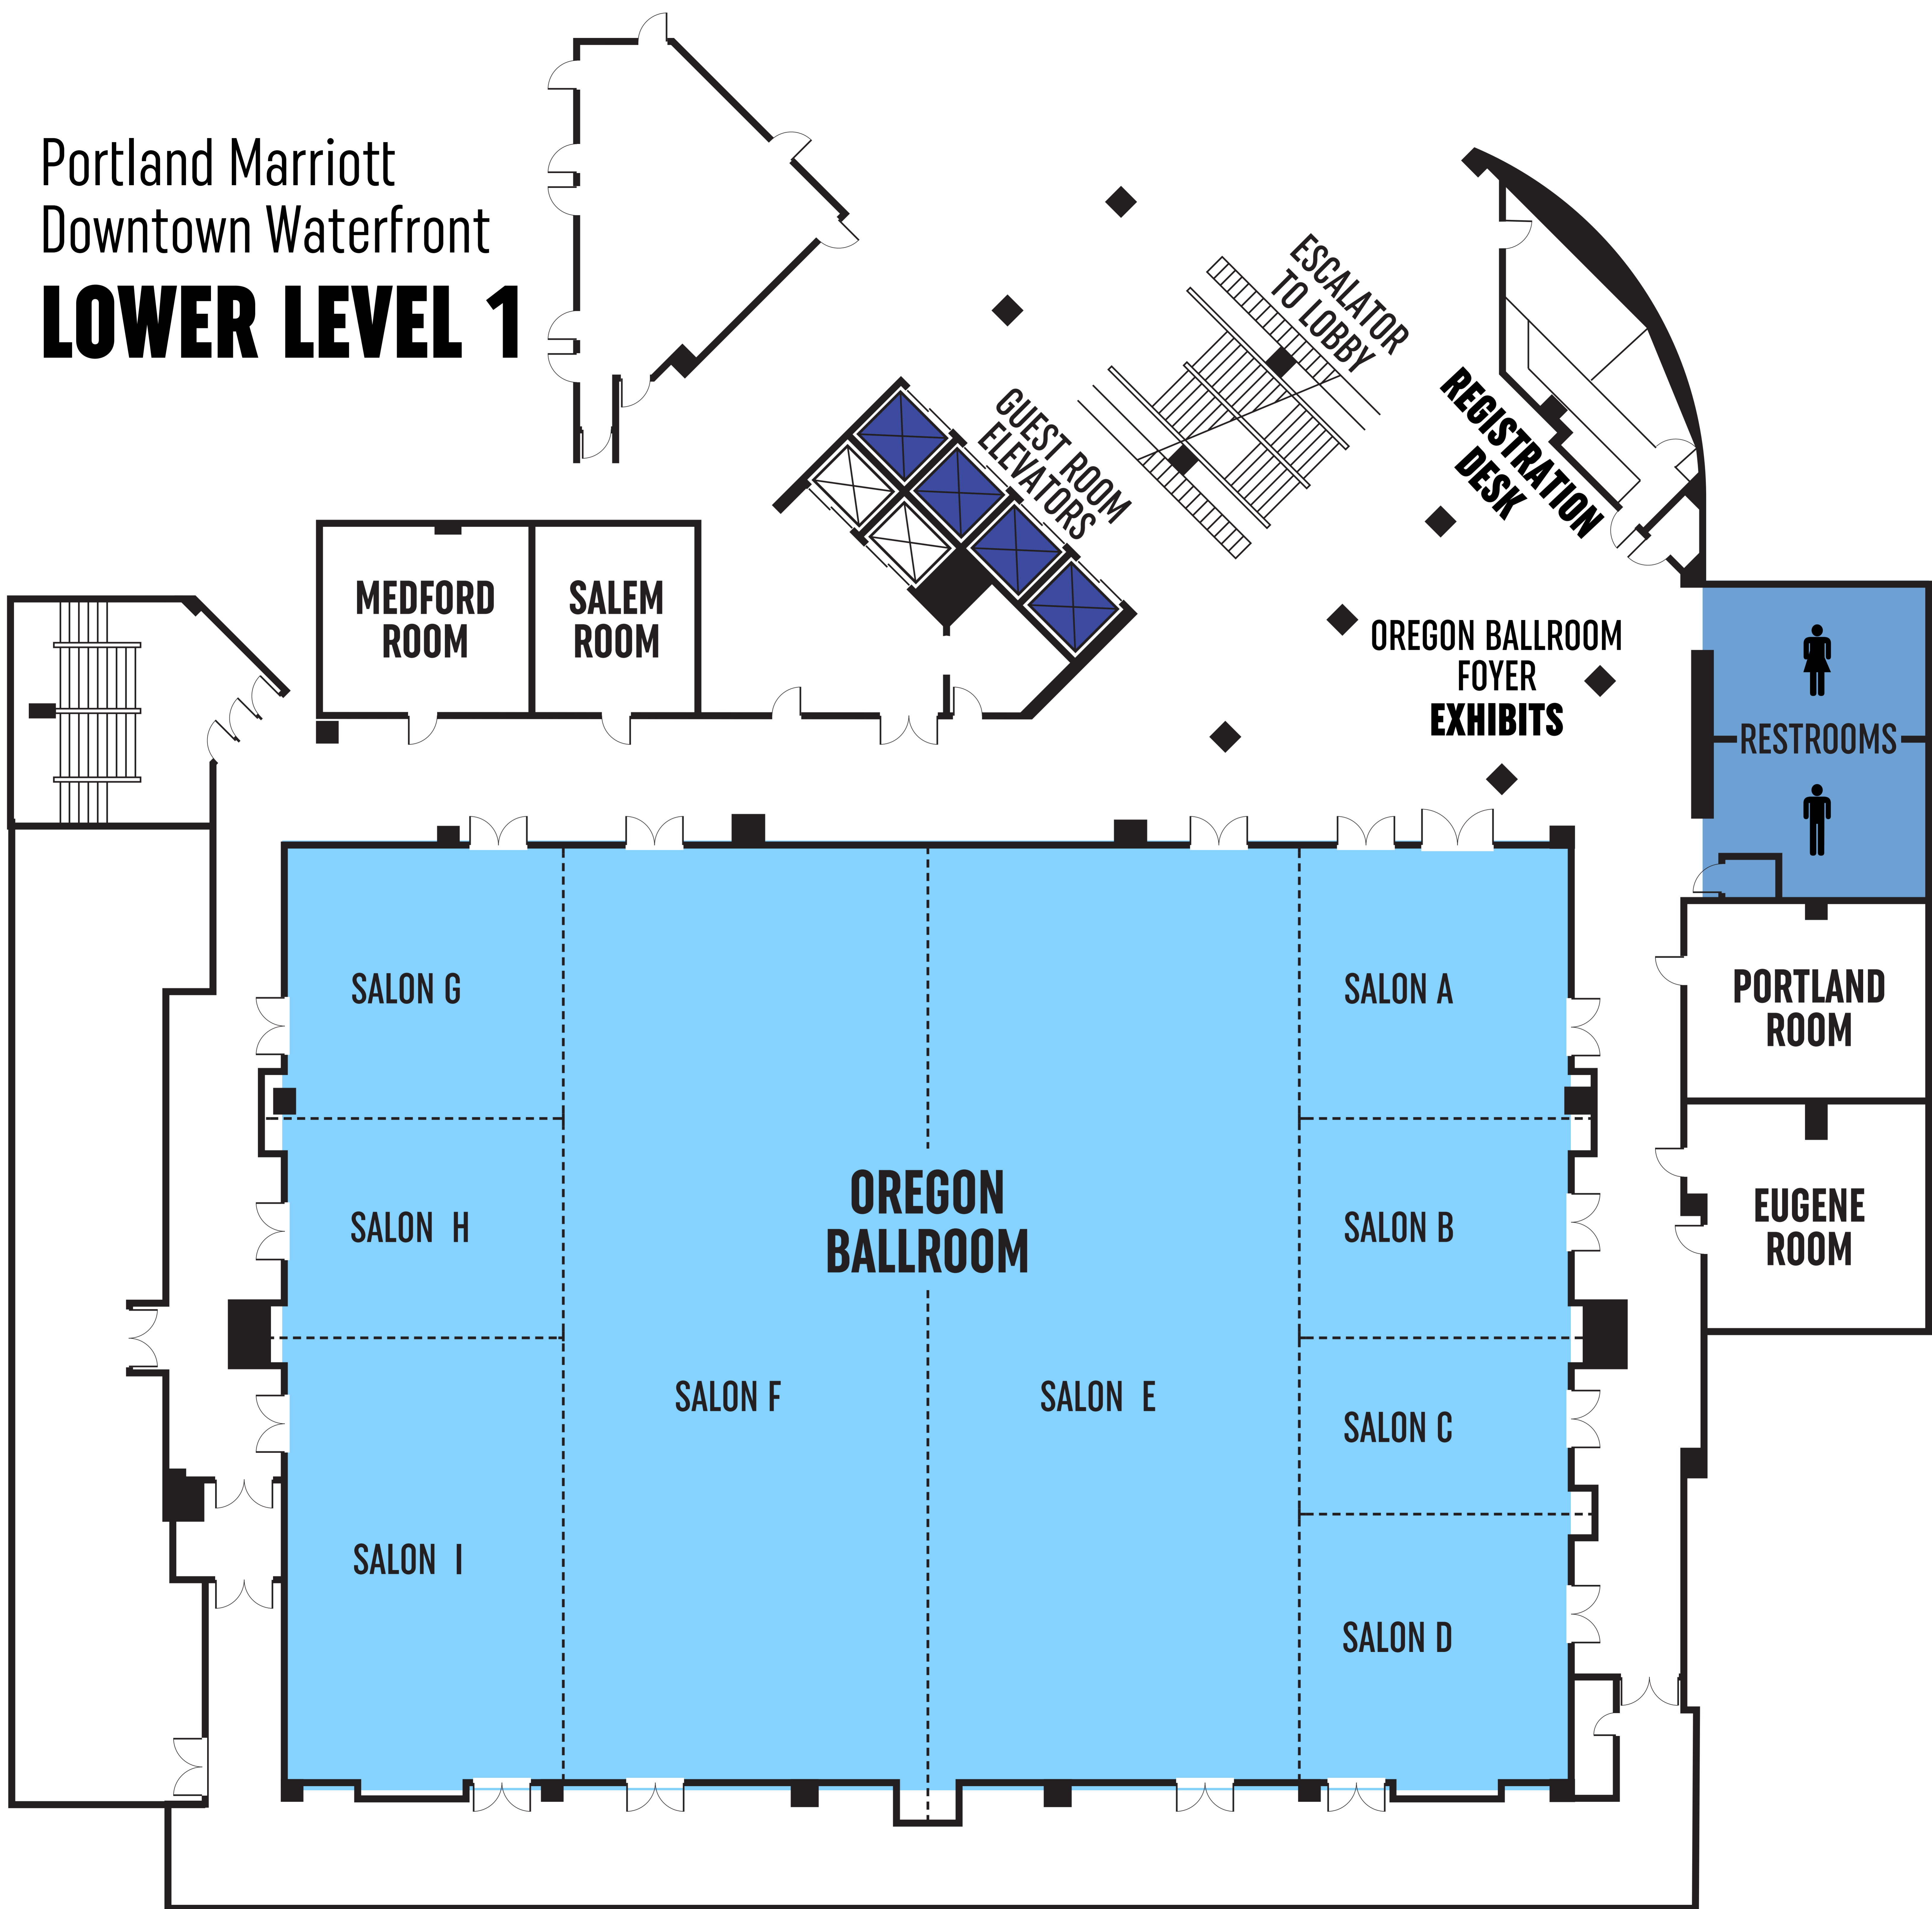 Portland Marriott
Downtown Waterfront
LOWER LEVEL 1
ESCALATOR
TO LOBBY
GUEST ROOM
ELEVATORS
REGISTRATION
DESK
MEDFORD
ROOM
SALEM
ROOM
OREGON BALLROOM
FOYER
EXHIBITS
RESTROOMS
SALON G
SALON A
PORTLAND
ROOM
SALON H
OREGON
BALLROOM
SALON B
EUGENE
ROOM
SALON F
SALON E
SALON C
SALON I
SALON D